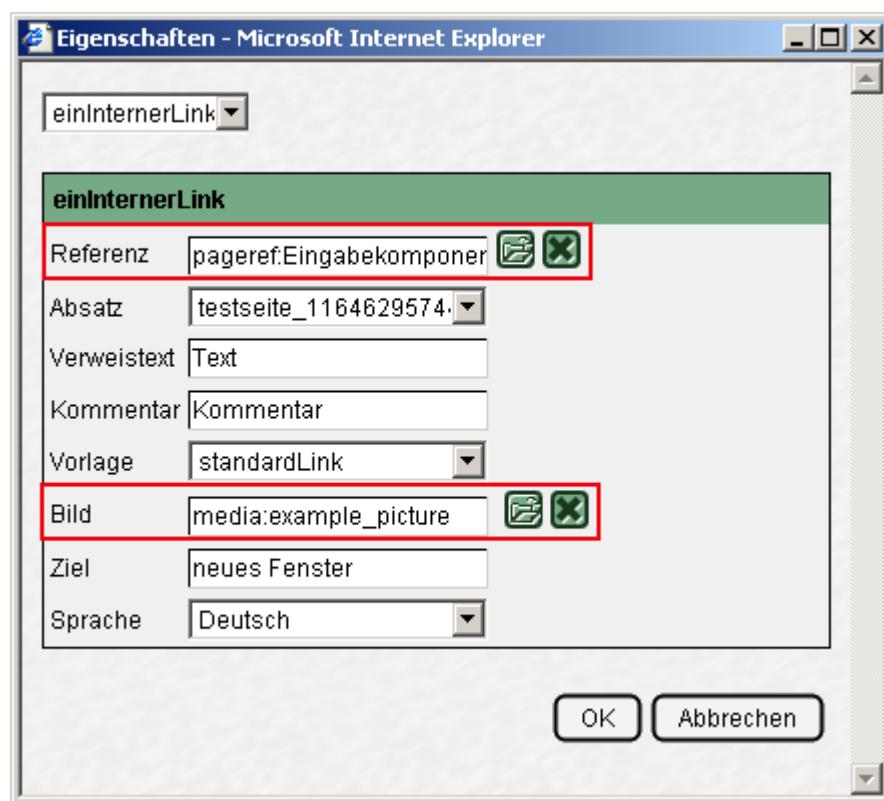 Eigenschaften - Microsoft Internet Explorer
einInternerLink
einInternerLink
Referenz pageref:Eingabekomponer
Absatz testseite_1164629574
Verweistext Text
Kommentar Kommentar
Vorlage standardLink
Bild media:example_picture
Ziel neues Fenster
Sprache Deutsch
OK Abbrechen